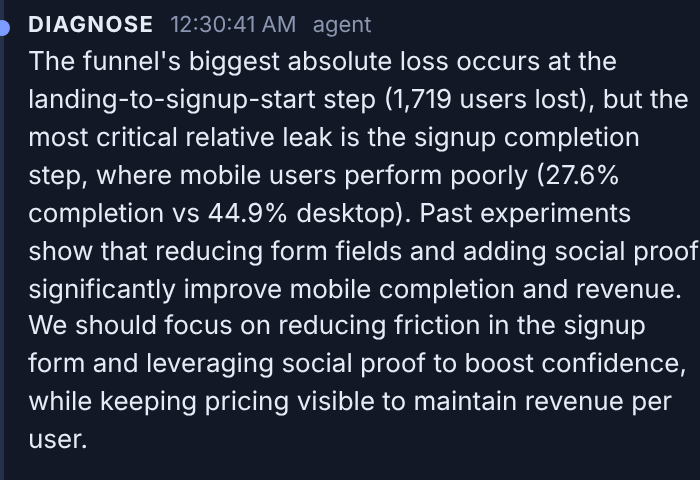 DIAGNOSE 12:30:41 AM agent
The funnel's biggest absolute loss occurs at the
landing-to-signup-start step (1,719 users lost), but the
most critical relative leak is the signup completion
step, where mobile users perform poorly (27.6%
completion vs 44.9% desktop). Past experiments
show that reducing form fields and adding social proof
significantly improve mobile completion and revenue.
We should focus on reducing friction in the signup
form and leveraging social proof to boost confidence,
while keeping pricing visible to maintain revenue per
user.